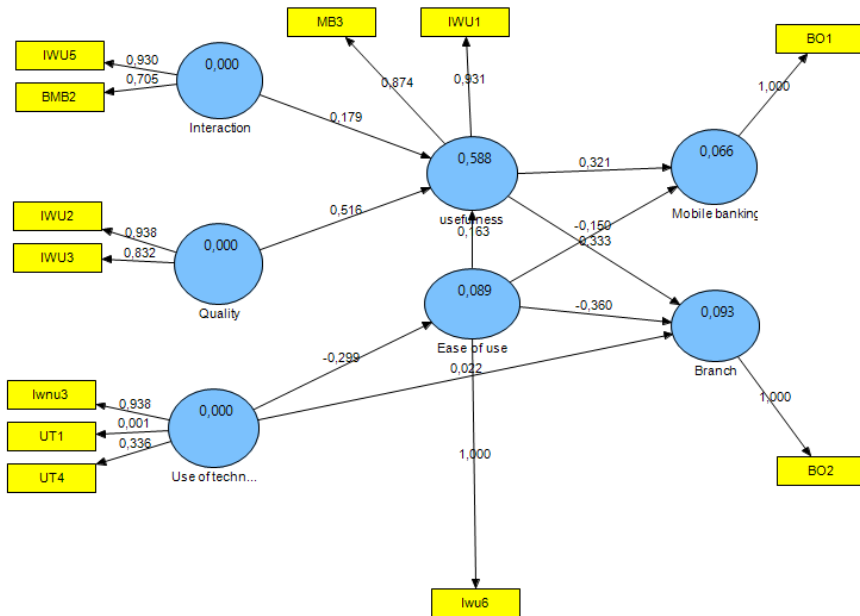 MB3
IWU1
BO1
IWU5
0,930
0,000
BMB2
0,705
0,874
0,931
1,000
Interaction
0,179
0,588
0,321
0,066
IWU2
0,938
0,516
usefulness
-0,150
Mobile banking
IWU3
0,832
0,000
0,163
0,333
Quality
0,089
-0,360
0,093
Ease of use
-0,299
0,022
Branch
Iwnu3
0,938
0,000
1,000
UT1
0,001
UT4
0,336
1,000
BO2
Use of techn...
Iwu6